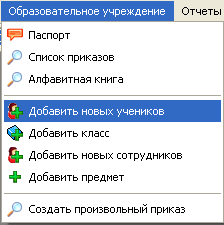 Образовательное учреждение Отчеты
Паспорт
Список приказов
Алфавитная книга
Добавить новых учеников
Добавить класс
Добавить новых сотрудников
Добавить предмет
Создать произвольный приказ